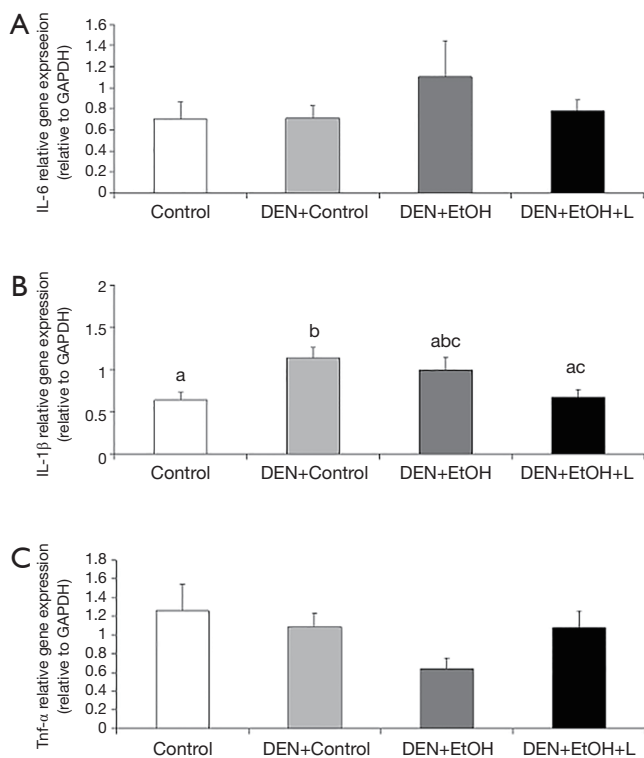 A
IL-6 relative gene exprseeion
(relative to GAPDH)
1.6
1.4
1.2
1
0.8
0.6
0.4
0.2
0
Control
DEN+Control
DEN+EtOH
DEN+EtOH+L
B
IL-1β relative gene expression
(relative to GAPDH)
2
1.5
1
0.5
0
a
b
abc
ac
Control
DEN+Control
DEN+EtOH
DEN+EtOH+L
C
Tnf-α relative gene expression
(relative to GAPDH)
1.8
1.6
1.4
1.2
1
0.8
0.6
0.4
0.2
0
Control
DEN+Control
DEN+EtOH
DEN+EtOH+L